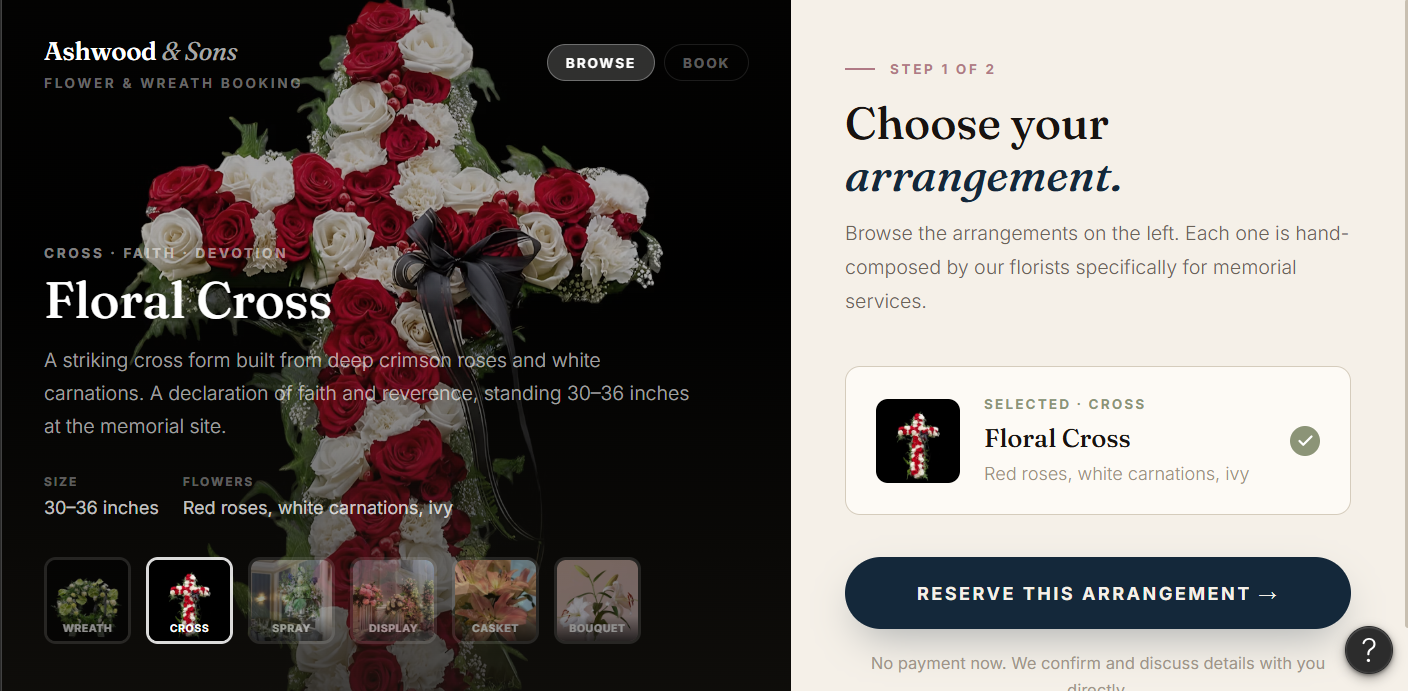 Ashwood & Sons
FLOWER & WREATH BOOKING
BROWSE
BOOK
CROSS · FAITH · DEVOTION
Floral Cross
A striking cross form built from deep crimson roses and white
carnations. A declaration of faith and reverence, standing 30–36 inches
at the memorial site.
SIZE
FLOWERS
30–36 inches
Red roses, white carnations, ivy
WREATH
CROSS
SPRAY
DISPLAY
CASKET
BOUQUET
STEP 1 OF 2
Choose your
arrangement.
Browse the arrangements on the left. Each one is hand-
composed by our florists specifically for memorial
services.
SELECTED · CROSS
Floral Cross
Red roses, white carnations, ivy
RESERVE THIS ARRANGEMENT →
No payment now. We confirm and discuss details with you
directly.
?